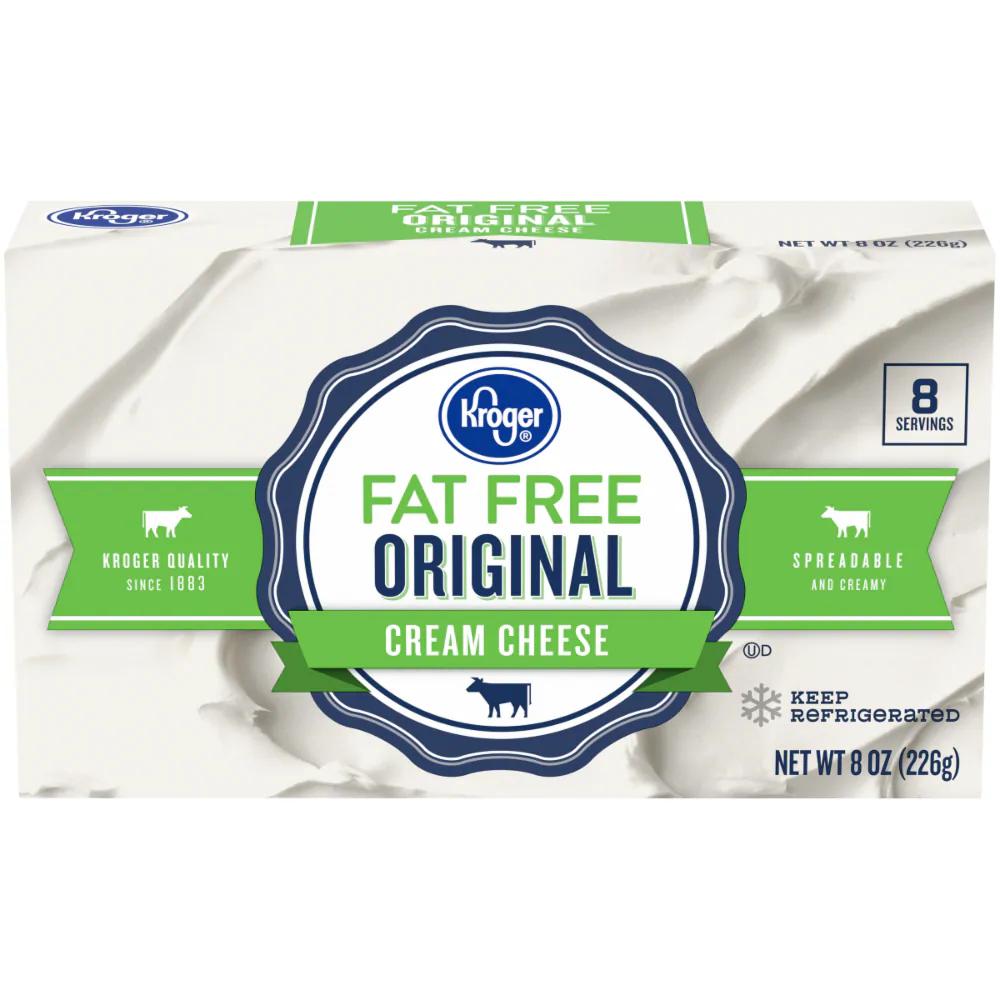 Kroger®
FAT FREE
ORIGINAL
CREAM CHEESE
NET WT 8 OZ (226g)
Kroger®
8
SERVINGS
FAT FREE
ORIGINAL
KROGER QUALITY
SINCE 1883
SPREADABLE
AND CREAMY
CREAM CHEESE
UD
KEEP
REFRIGERATED
NET WT 8 OZ (226g)